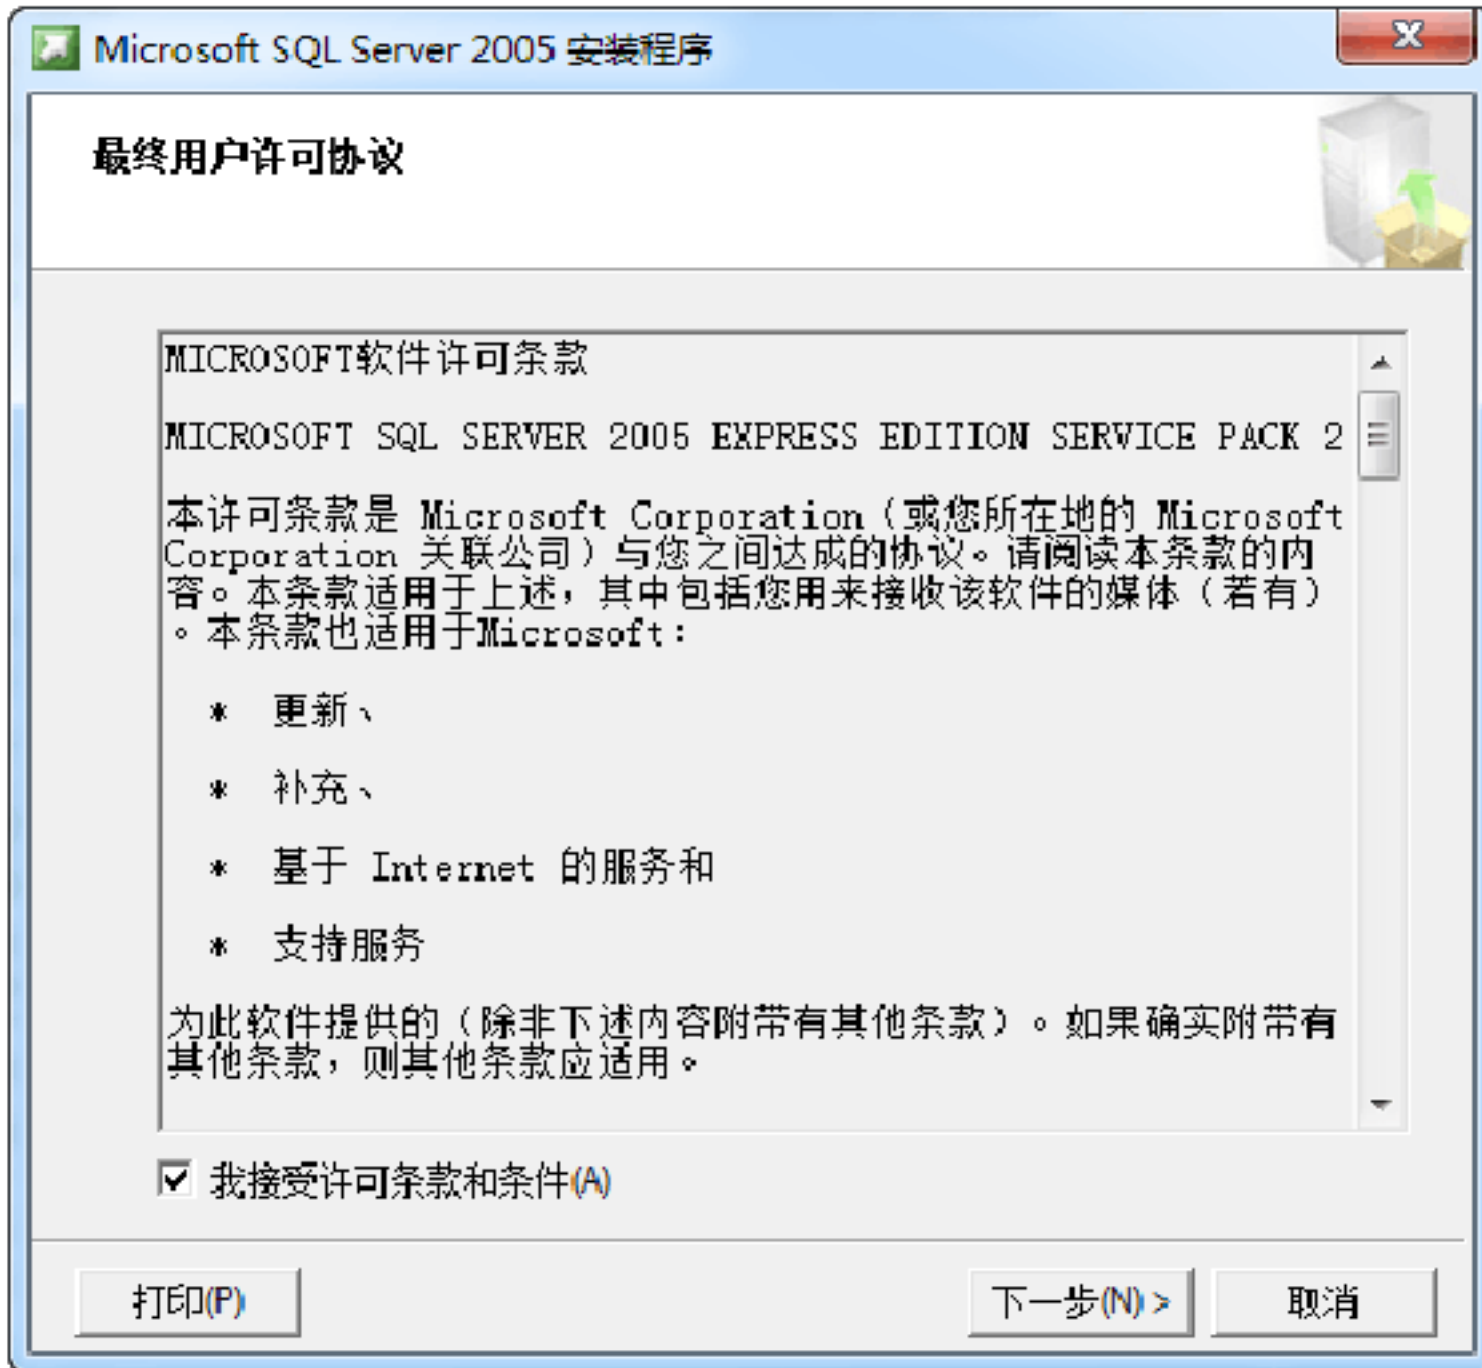 Microsoft SQL Server 2005 安装程序
最终用户许可协议
MICROSOFT软件许可条款
MICROSOFT SQL SERVER 2005 EXPRESS EDITION SERVICE PACK 2
本许可条款是 Microsoft Corporation（或您所在地的 Microsoft
Corporation 关联公司）与您之间达成的协议。请阅读本条款的内
容。本条款适用于上述，其中包括您用来接收该软件的媒体（若有）
。本条款也适用于Microsoft：
* 更新、
* 补充、
* 基于 Internet 的服务和
* 支持服务
为此软件提供的（除非下述内容附带有其他条款）。如果确实附带有
其他条款，则其他条款应适用。
我接受许可条款和条件(A)
打印(P)
下一步(N) >
取消